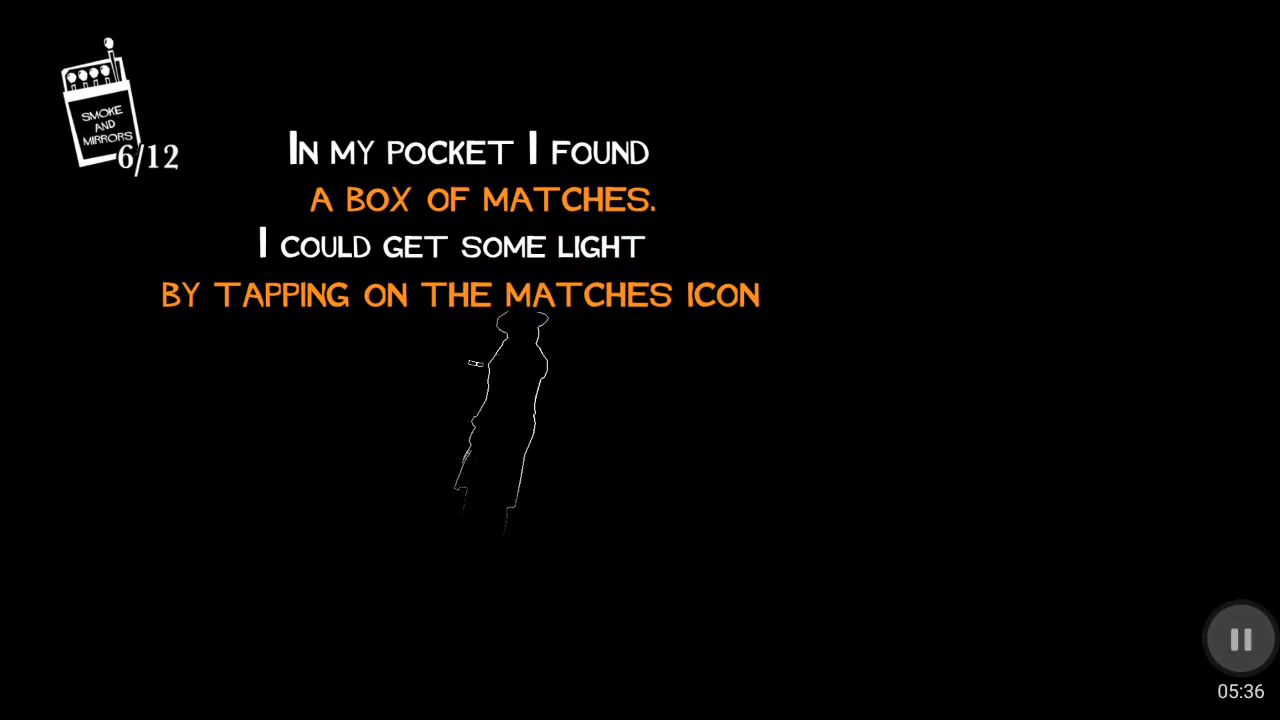 SMOKE
AND
MIRRORS
6/12
IN MY POCKET I FOUND
A BOX OF MATCHES.
I COULD GET SOME LIGHT
BY TAPPING ON THE MATCHES ICON
05:36